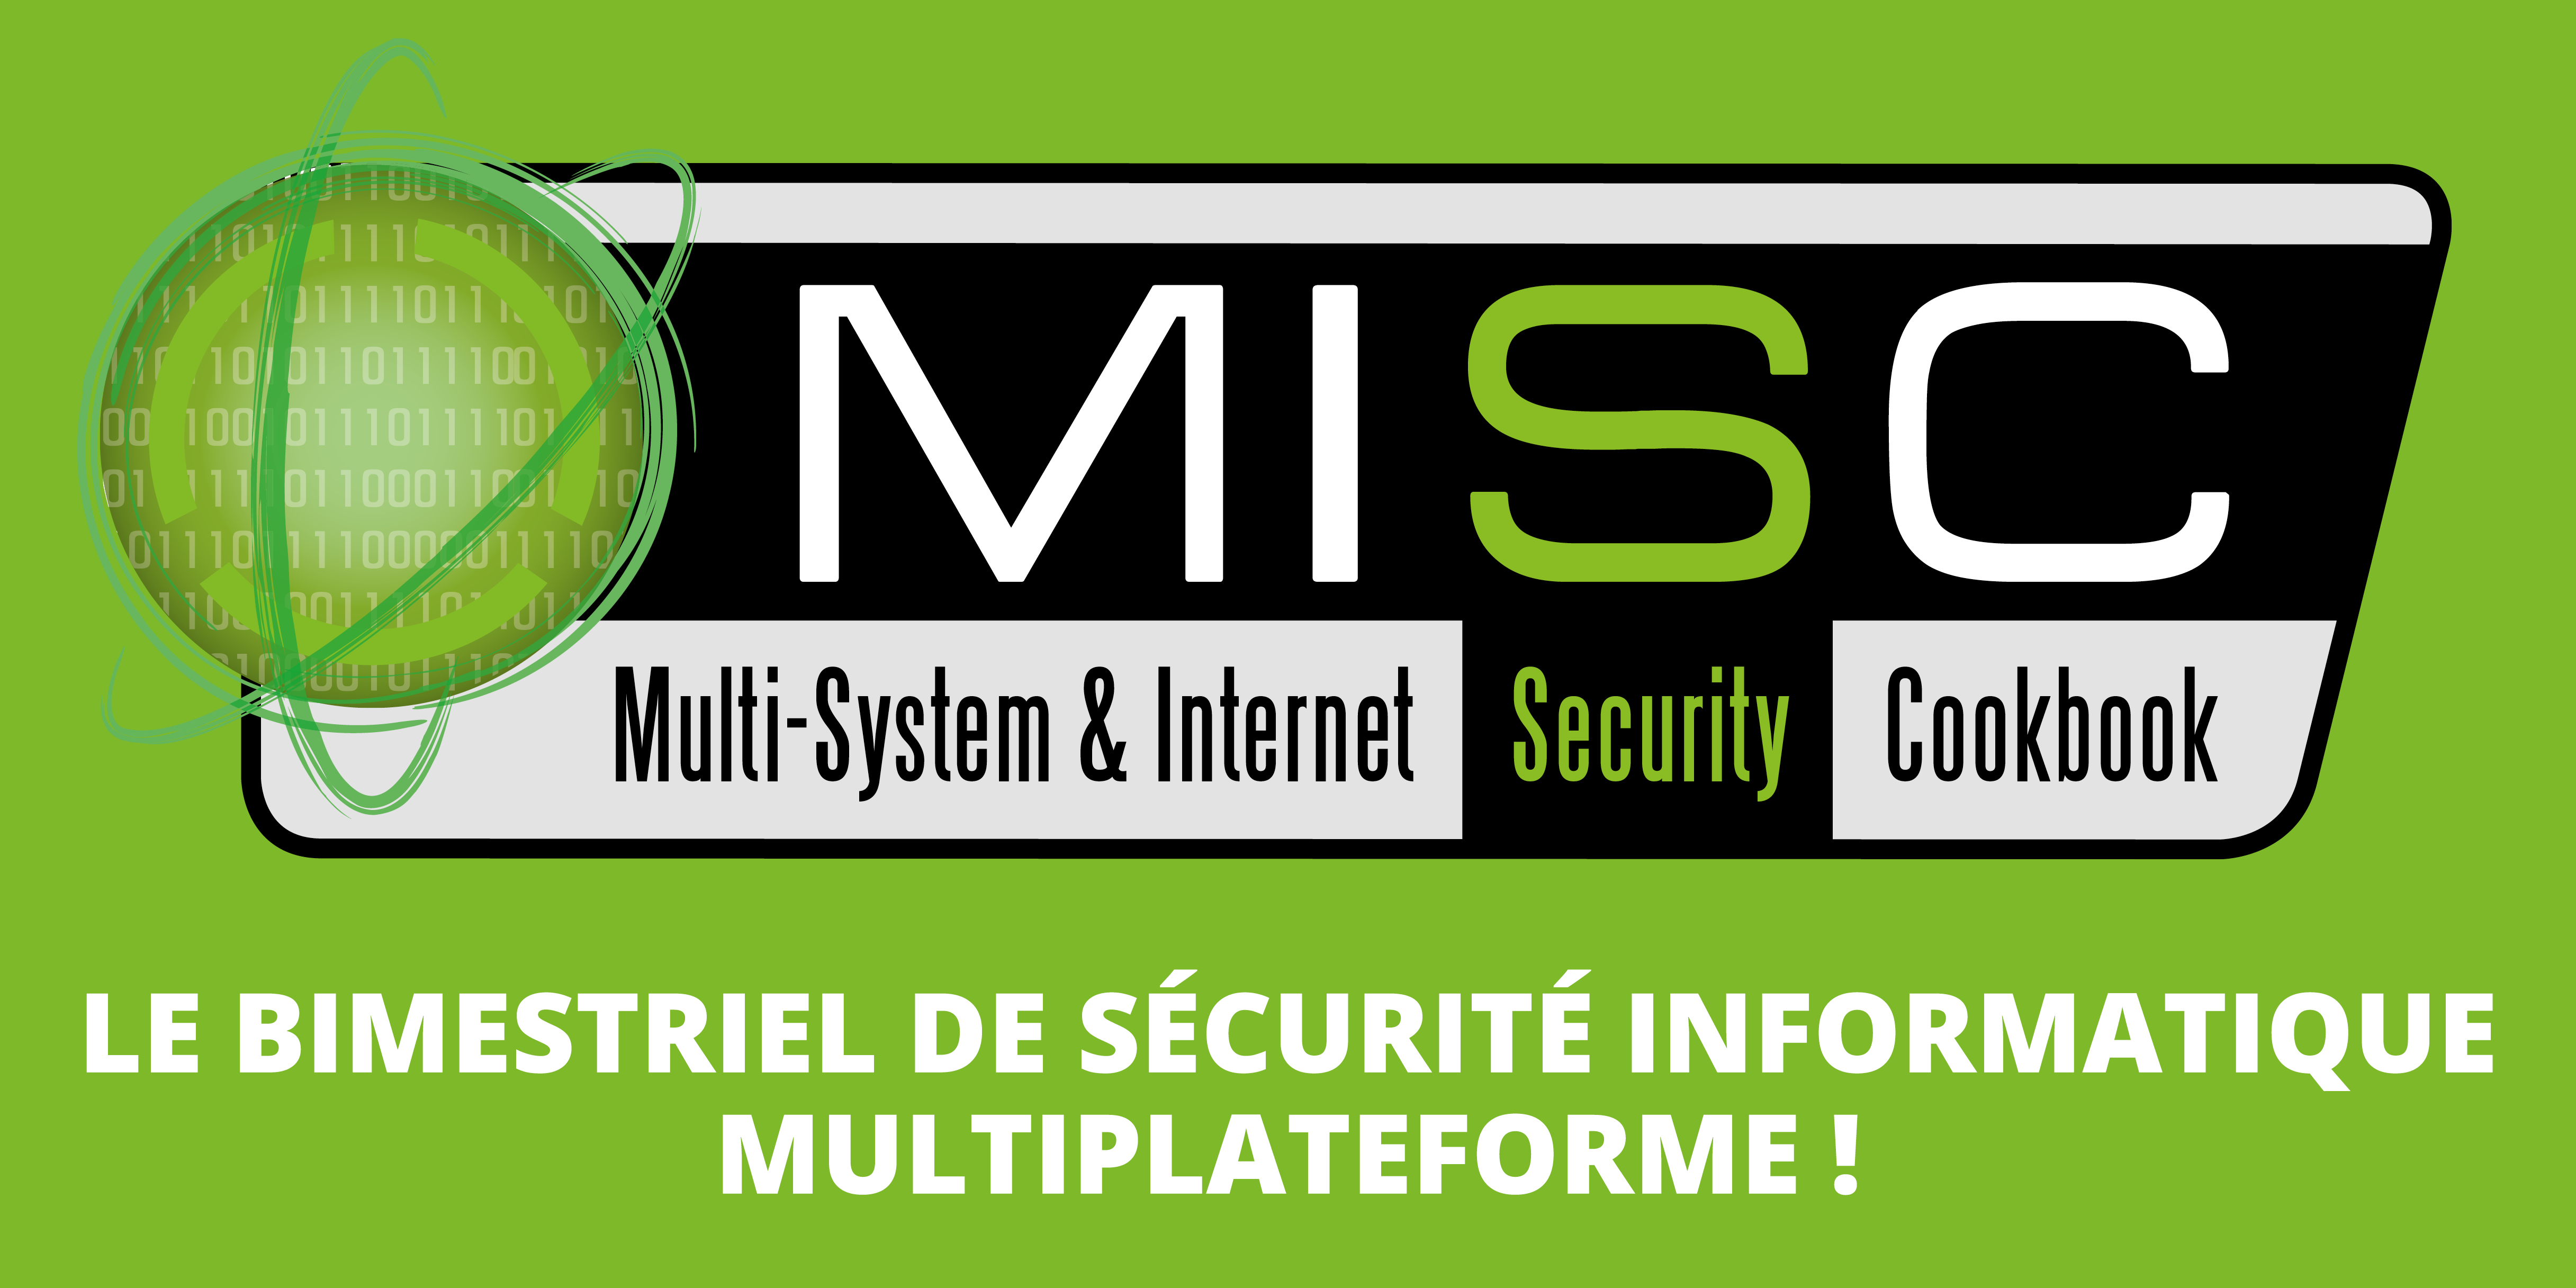 MISC
Multi-System & Internet Security Cookbook
LE BIMESTRIEL DE SÉCURITÉ INFORMATIQUE
MULTIPLATEFORME !